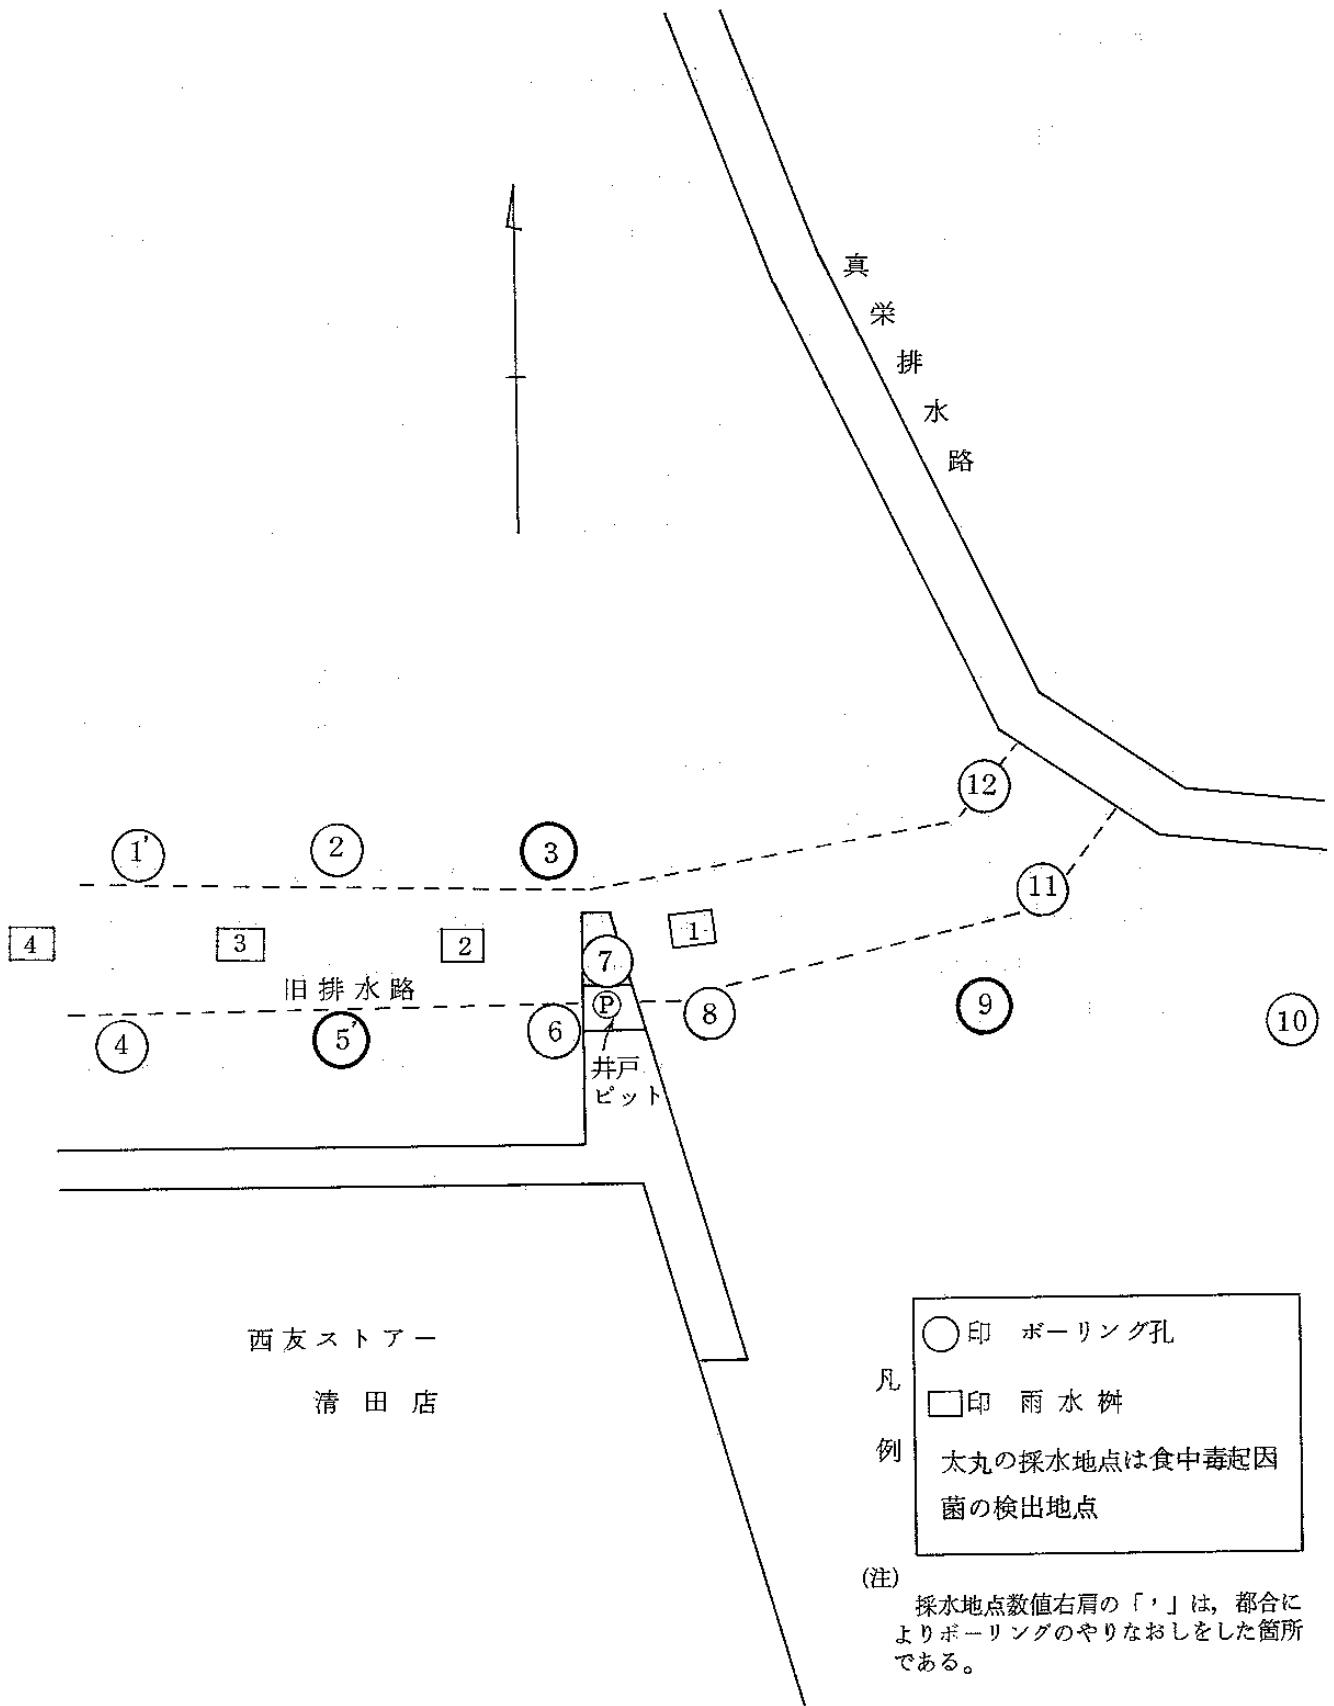 真栄排水路
12
1'
2
3
11
4
3
2
1
7
旧排水路
P
8
9
10
4
5'
6
井戸
ピット
西友ストアー
清田店
凡例
○印 ボーリング孔
□印 雨水桝
太丸の採水地点は食中毒起因
菌の検出地点
(注)
採水地点数値右肩の「'」は，都合に
よりボーリングのやりなおしをした箇所
である。